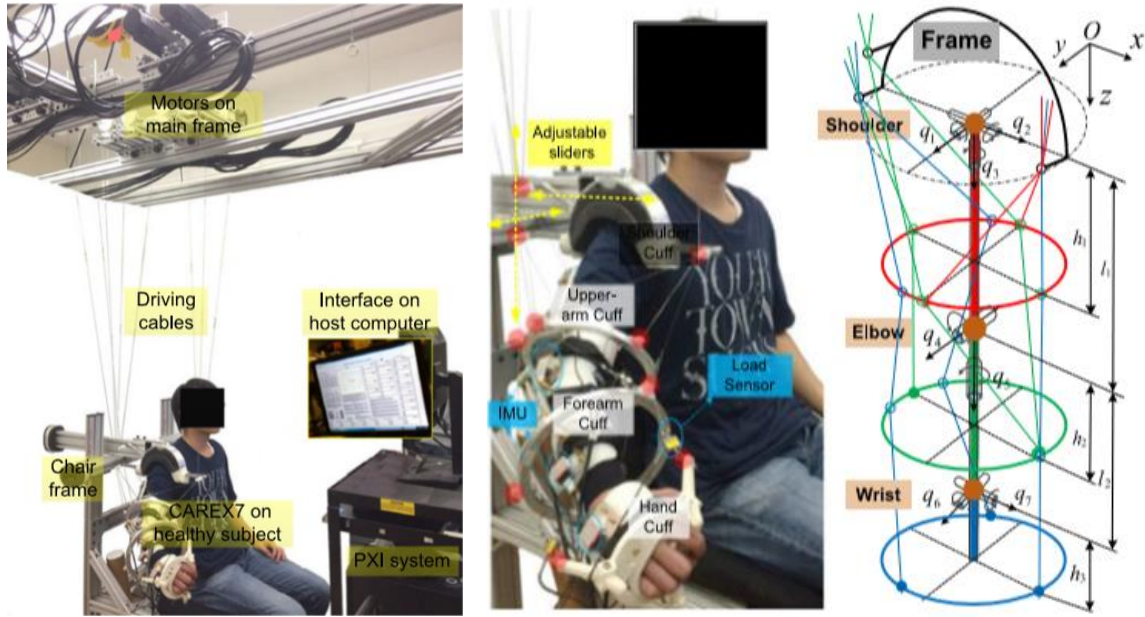 Motors on
main frame
Driving
cables
Interface on
host computer
Chair
frame
CAREX7 on
healthy subject
PXI system
Adjustable
sliders
Shoulder
Cuff
Upper-
arm Cuff
Load
Sensor
IMU
Forearm
Cuff
Hand
Cuff
YOUR
TOWN
Frame
O
y
x
z
Shoulder
q₁
q₂
q₃
h₁
l₁
Elbow
q₄
q₅
h₂
l₂
Wrist
q₆
q₇
h₃